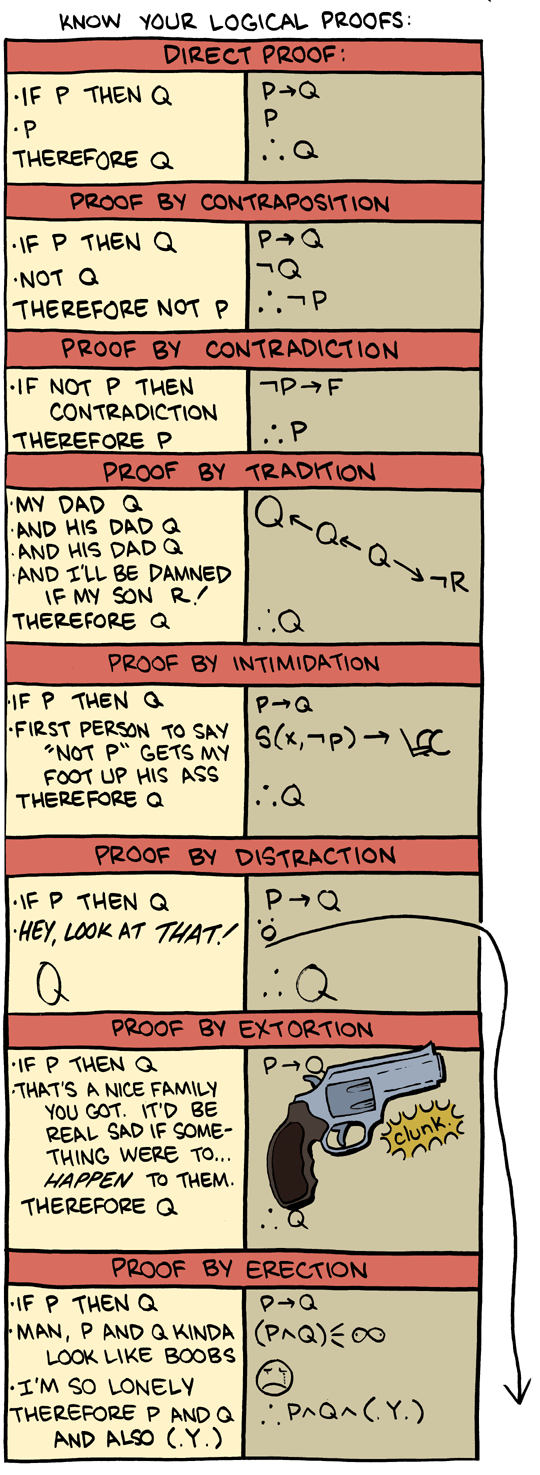 KNOW YOUR LOGICAL PROOFS:
DIRECT PROOF:
·IF P THEN Q
·P
THEREFORE Q
P→Q
P
∴Q
PROOF BY CONTRAPOSITION
·IF P THEN Q
·NOT Q
THEREFORE NOT P
P→Q
¬Q
∴¬P
PROOF BY CONTRADICTION
·IF NOT P THEN
CONTRADICTION
THEREFORE P
¬P→F
∴P
PROOF BY TRADITION
·MY DAD Q
·AND HIS DAD Q
·AND HIS DAD Q
·AND I'LL BE DAMNED
IF MY SON R!
THEREFORE Q
Q←Q←Q→¬R
∴Q
PROOF BY INTIMIDATION
·IF P THEN Q
·FIRST PERSON TO SAY
"NOT P" GETS MY
FOOT UP HIS ASS
THEREFORE Q
P→Q
S(X,¬P)→
∴Q
PROOF BY DISTRACTION
·IF P THEN Q
·HEY, LOOK AT THAT!
Q
P→Q
∴Q
PROOF BY EXTORTION
·IF P THEN Q
·THAT'S A NICE FAMILY
YOU GOT. IT'D BE
REAL SAD IF SOME-
THING WERE TO...
HAPPEN TO THEM.
THEREFORE Q
P→Q
clunk.
∴Q
PROOF BY ERECTION
·IF P THEN Q
·MAN, P AND Q KINDA
LOOK LIKE BOOBS
·I'M SO LONELY
THEREFORE P AND Q
AND ALSO (.Y.)
P→Q
(P∧Q)∈∞
∴P∧Q∧(.Y.)